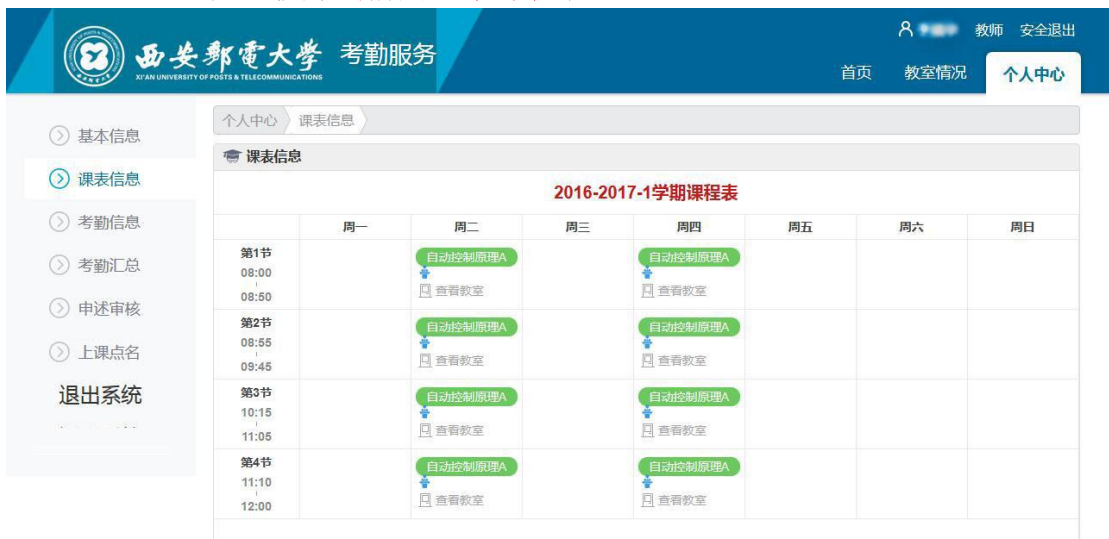 西安邮电大学 考勤服务
XI'AN UNIVERSITY OF POSTS & TELECOMMUNICATIONS
教师 安全退出
首页 教室情况 个人中心
基本信息
课表信息
考勤信息
考勤汇总
申述审核
上课点名
退出系统
个人中心 课表信息
课表信息
2016-2017-1学期课程表
周一 周二 周三 周四 周五 周六 周日
第1节 自动控制原理A 自动控制原理A
08:00
08:50 查看教室 查看教室
第2节 自动控制原理A 自动控制原理A
08:55
09:45 查看教室 查看教室
第3节 自动控制原理A 自动控制原理A
10:15
11:05 查看教室 查看教室
第4节 自动控制原理A 自动控制原理A
11:10
12:00 查看教室 查看教室